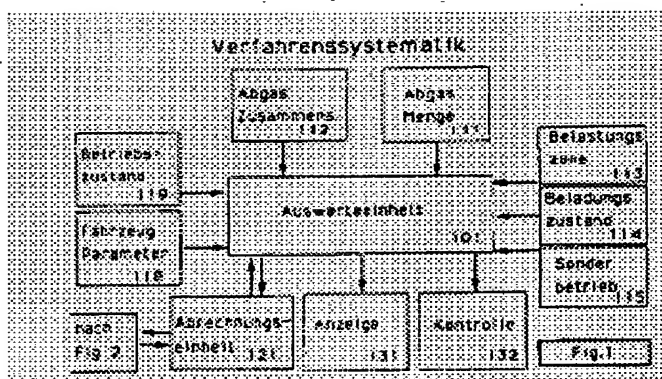 Verfahrenssystematik
Abgas
Zusammens
112
Abgas
Menge
111
Betriebs-
zustand
119
Belastungs
zone
113
Auswerteeinheit
101
Beladungs
zustand
114
Fahrzeug
Parameter
118
Sonder
betrieb
115
nach
Fig 2
Abrechnungs-
einheit
121
Anzeige
131
Kontrolle
132
Fig.1